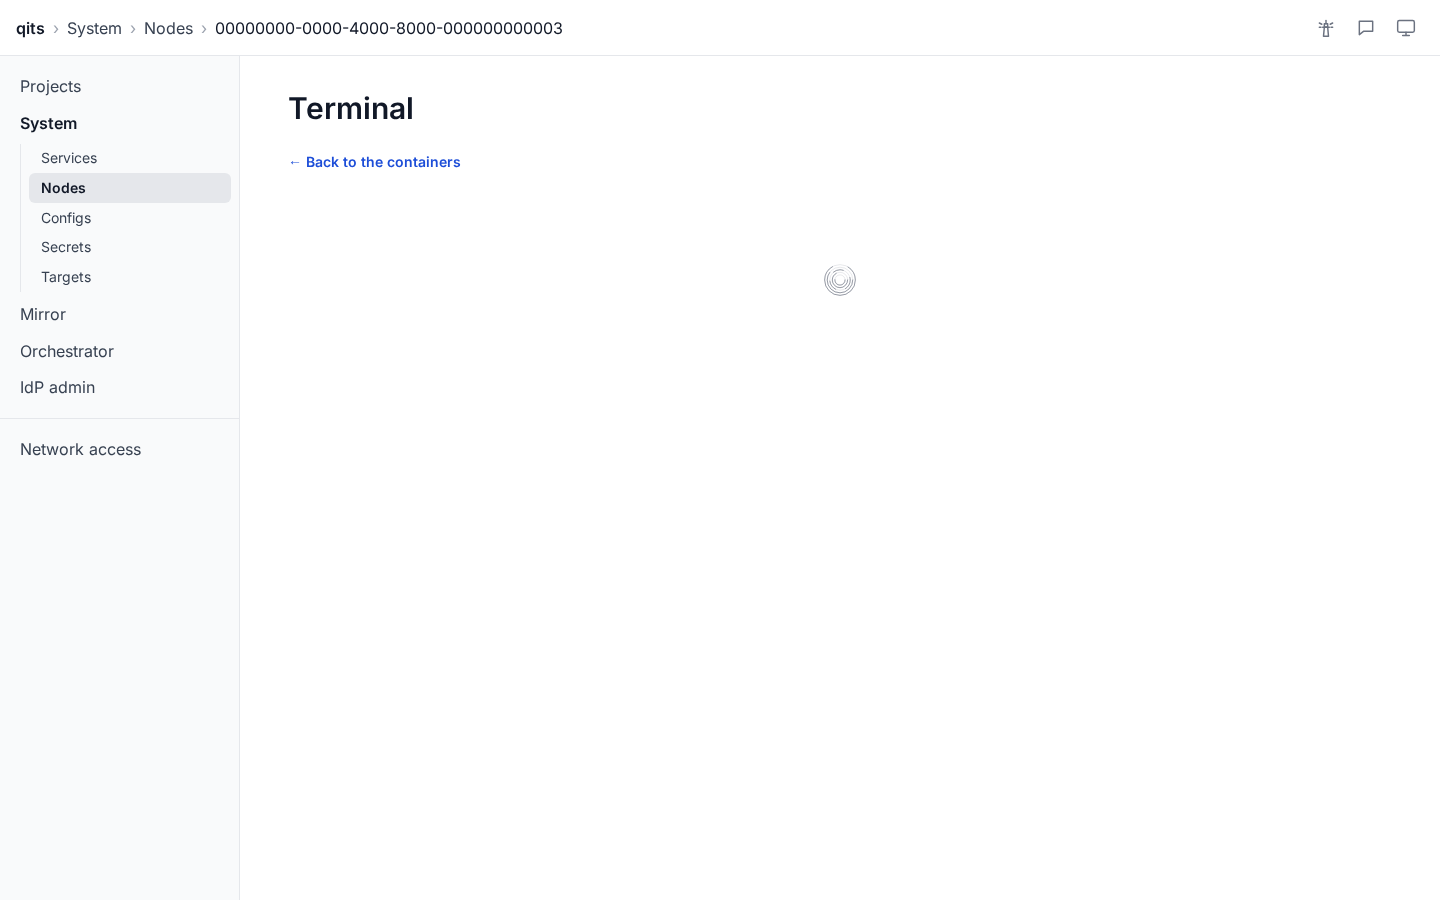 qits › System › Nodes › 00000000-0000-4000-8000-000000000003
Projects
System
Services
Nodes
Configs
Secrets
Targets
Mirror
Orchestrator
IdP admin
Network access
Terminal
← Back to the containers